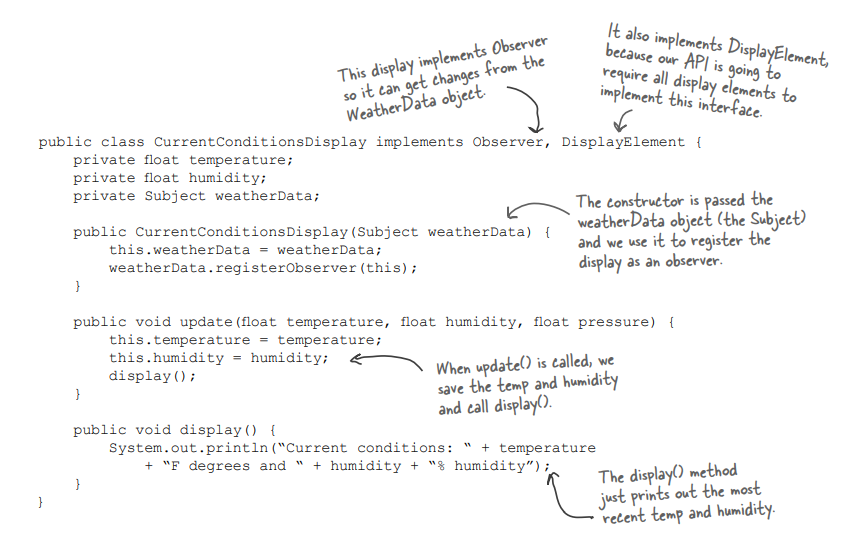 This display implements Observer
so it can get changes from the
WeatherData object.
It also implements DisplayElement,
because our API is going to
require all display elements to
implement this interface.
public class CurrentConditionsDisplay implements Observer, DisplayElement {
private float temperature;
private float humidity;
private Subject weatherData;
public CurrentConditionsDisplay(Subject weatherData) {
this.weatherData = weatherData;
weatherData.registerObserver(this);
}
The constructor is passed the
weatherData object (the Subject)
and we use it to register the
display as an observer.
public void update(float temperature, float humidity, float pressure) {
this.temperature = temperature;
this.humidity = humidity;
display();
}
When update() is called, we
save the temp and humidity
and call display().
public void display() {
System.out.println(“Current conditions: “ + temperature
+ “F degrees and “ + humidity + “% humidity”);
}
}
The display() method
just prints out the most
recent temp and humidity.